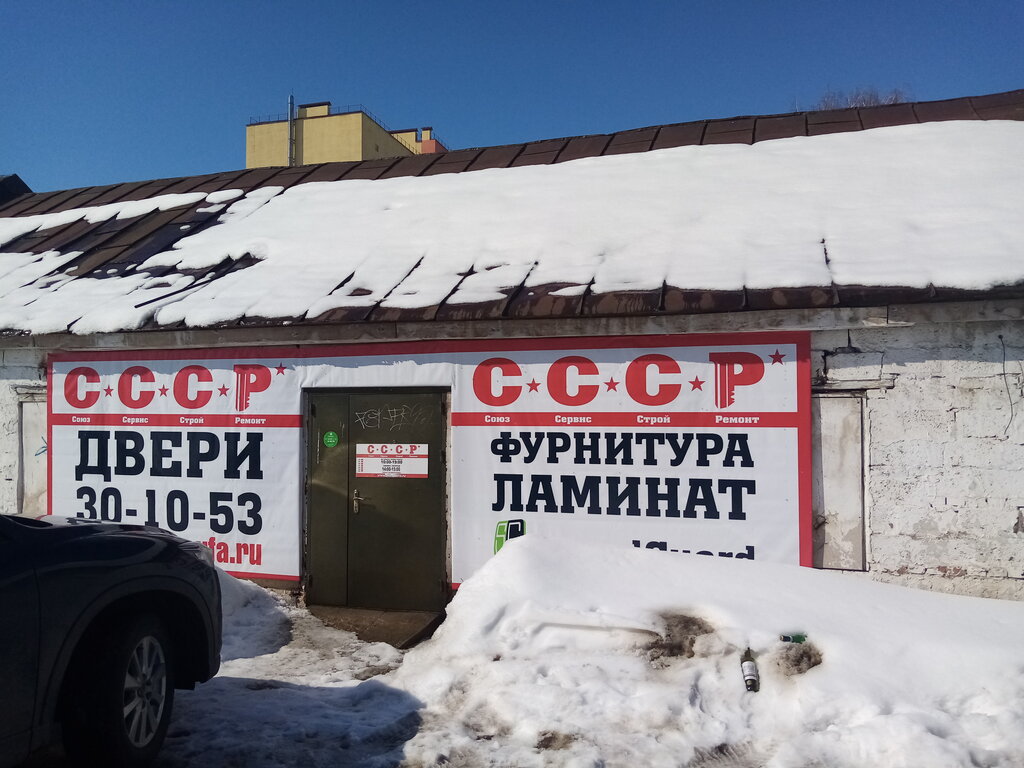 С★С★С★Р★
Союз Сервис Строй Ремонт
ДВЕРИ
30-10-53
fa.ru
С·С·С·Р
С★С★С★Р★
Союз Сервис Строй Ремонт
ФУРНИТУРА
ЛАМИНАТ